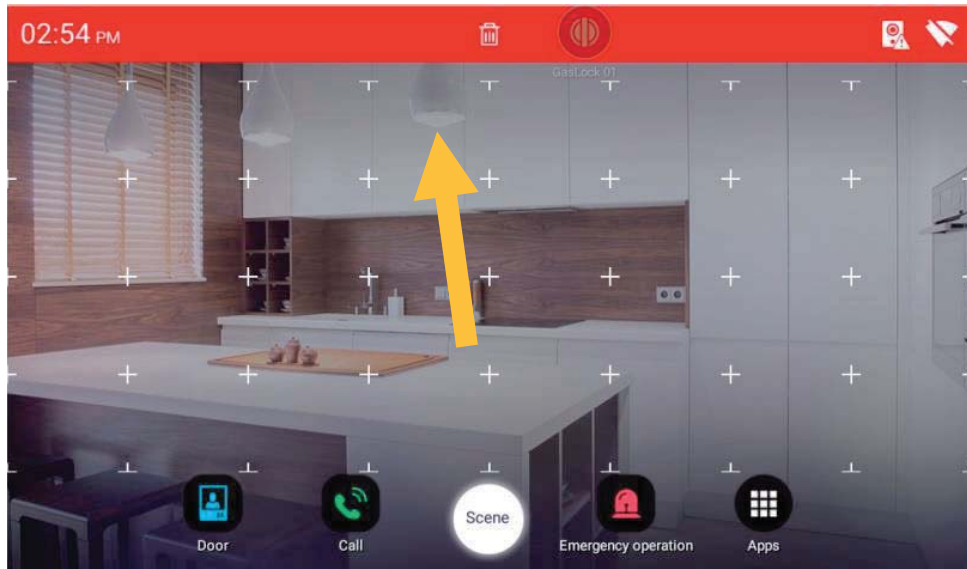 02:54 PM
GasLock 01
Scene
Door
Call
Emergency operation
Apps